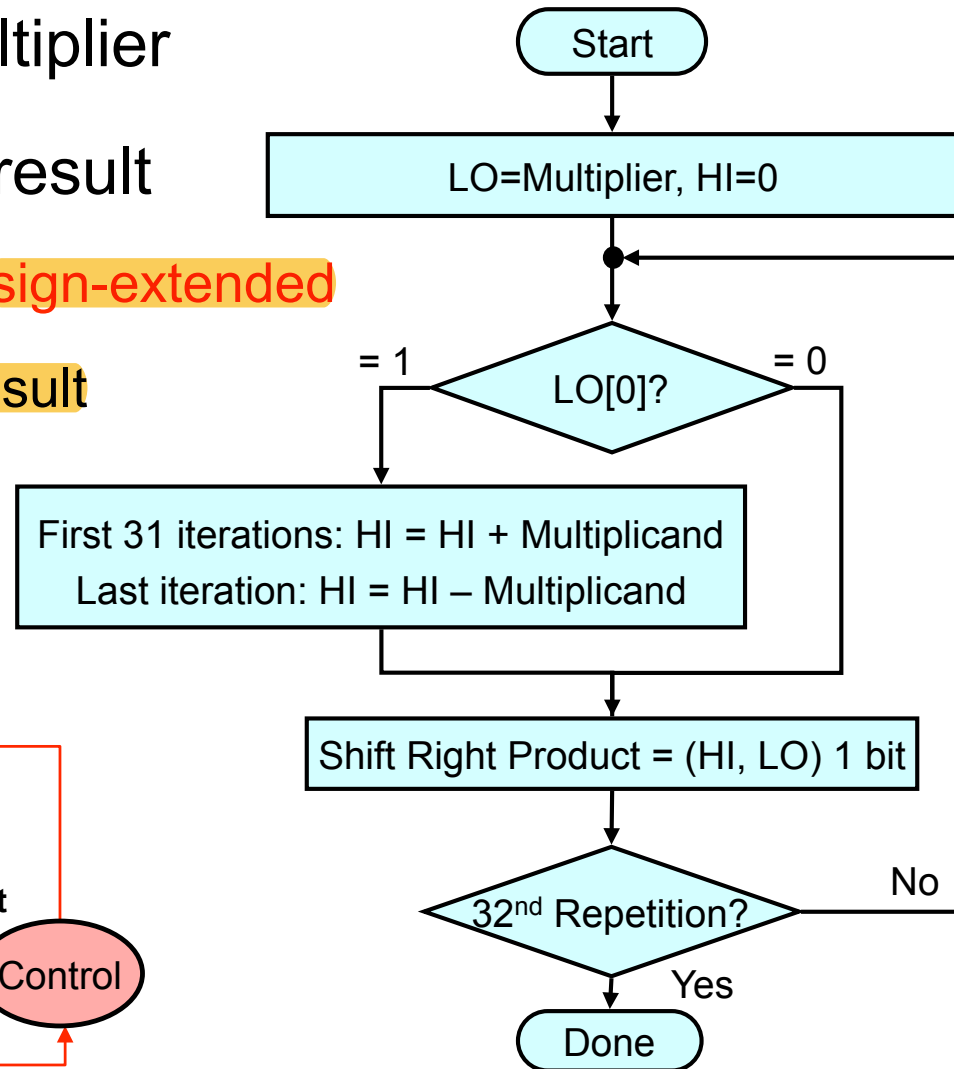 ltiplier
result
sign-extended
sult
Start
LO=Multiplier, HI=0
= 1
= 0
LO[0]?
First 31 iterations: HI = HI + Multiplicand
Last iteration: HI = HI – Multiplicand
Shift Right Product = (HI, LO) 1 bit
32nd Repetition?
No
Yes
Done
t
Control